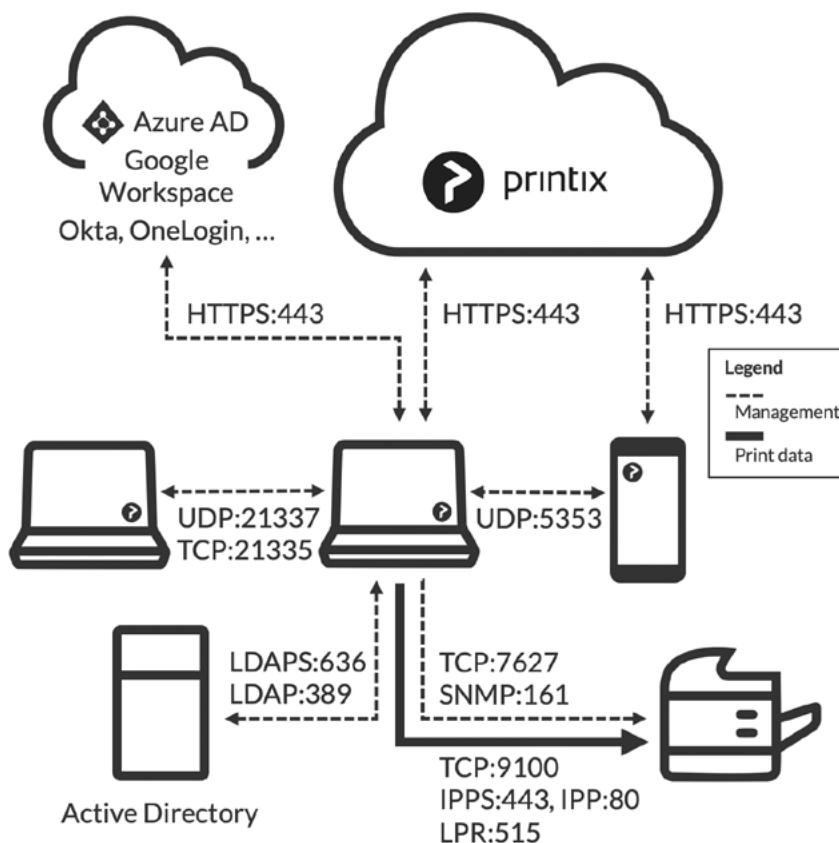 Azure AD
Google
Workspace
Okta, OneLogin, ...
printix
HTTPS:443
HTTPS:443
HTTPS:443
Legend
Management
Print data
UDP:21337
TCP:21335
UDP:5353
LDAPS:636
LDAP:389
TCP:7627
SNMP:161
Active Directory
TCP:9100
IPPS:443, IPP:80
LPR:515